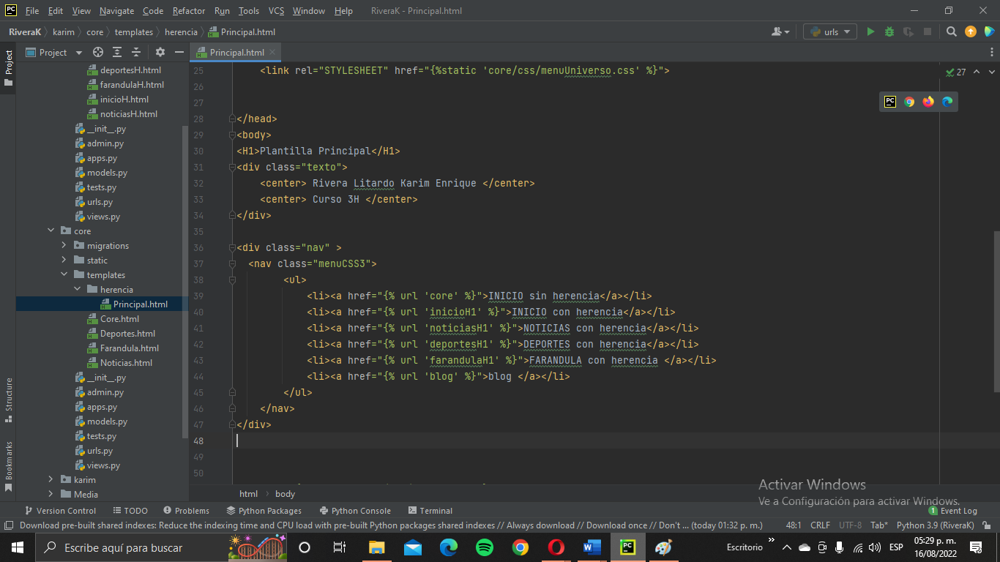 PC File Edit View Navigate Code Refactor Run Tools VCS Window Help RiveraK - Principal.html
RiveraK karim core templates herencia Principal.html urls
Project
Project
Principal.html
deportesH.html
farandulaH.html
inicioH.html
noticiasH.html
__init__.py
admin.py
apps.py
models.py
tests.py
urls.py
views.py
core
migrations
static
templates
herencia
Principal.html
Core.html
Deportes.html
Farandula.html
Noticias.html
__init__.py
admin.py
apps.py
models.py
tests.py
urls.py
views.py
karim
Media
Structure
Bookmarks
27
25 <link rel="STYLESHEET" href="{%static 'core/css/menuUniverso.css' %}">
26
27
28 </head>
29 <body>
30 <H1>Plantilla Principal</H1>
31 <div class="texto">
32 <center> Rivera Litardo Karim Enrique </center>
33 <center> Curso 3H </center>
34 </div>
35
36 <div class="nav" >
37 <nav class="menuCSS3">
38 <ul>
39 <li><a href="{% url 'core' %}">INICIO sin herencia</a></li>
40 <li><a href="{% url 'inicioH1' %}">INICIO con herencia</a></li>
41 <li><a href="{% url 'noticiasH1' %}">NOTICIAS con herencia</a></li>
42 <li><a href="{% url 'deportesH1' %}">DEPORTES con herencia</a></li>
43 <li><a href="{% url 'farandulaH1' %}">FARANDULA con herencia </a></li>
44 <li><a href="{% url 'blog' %}">blog </a></li>
45 </ul>
46 </nav>
47 </div>
48
49
50
html body
Activar Windows
Ve a Configuración para activar Windows.
Version Control TODO Problems Python Packages Python Console Terminal 1 Event Log
Download pre-built shared indexes: Reduce the indexing time and CPU load with pre-built Python packages shared indexes // Always download // Download once // Don't ... (today 01:32 p. m.) 48:1 CRLF UTF-8 Tab* Python 3.9 (RiveraK)
Escribe aquí para buscar
Escritorio
ESP
05:29 p. m.
16/08/2022